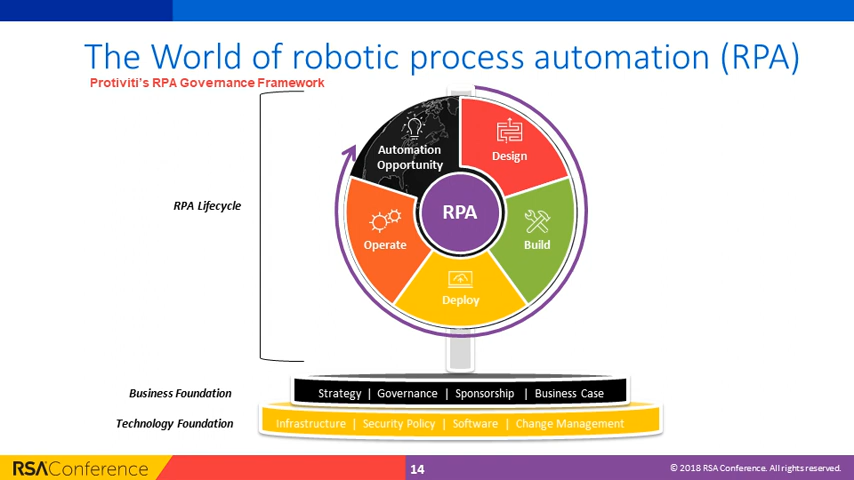 The World of robotic process automation (RPA)
Protiviti's RPA Governance Framework
Automation
Opportunity
Design
RPA Lifecycle
RPA
Operate
Build
Deploy
Business Foundation
Strategy | Governance | Sponsorship | Business Case
Technology Foundation
Infrastructure | Security Policy | Software | Change Management
RSAConference
14
© 2018 RSA Conference. All rights reserved.